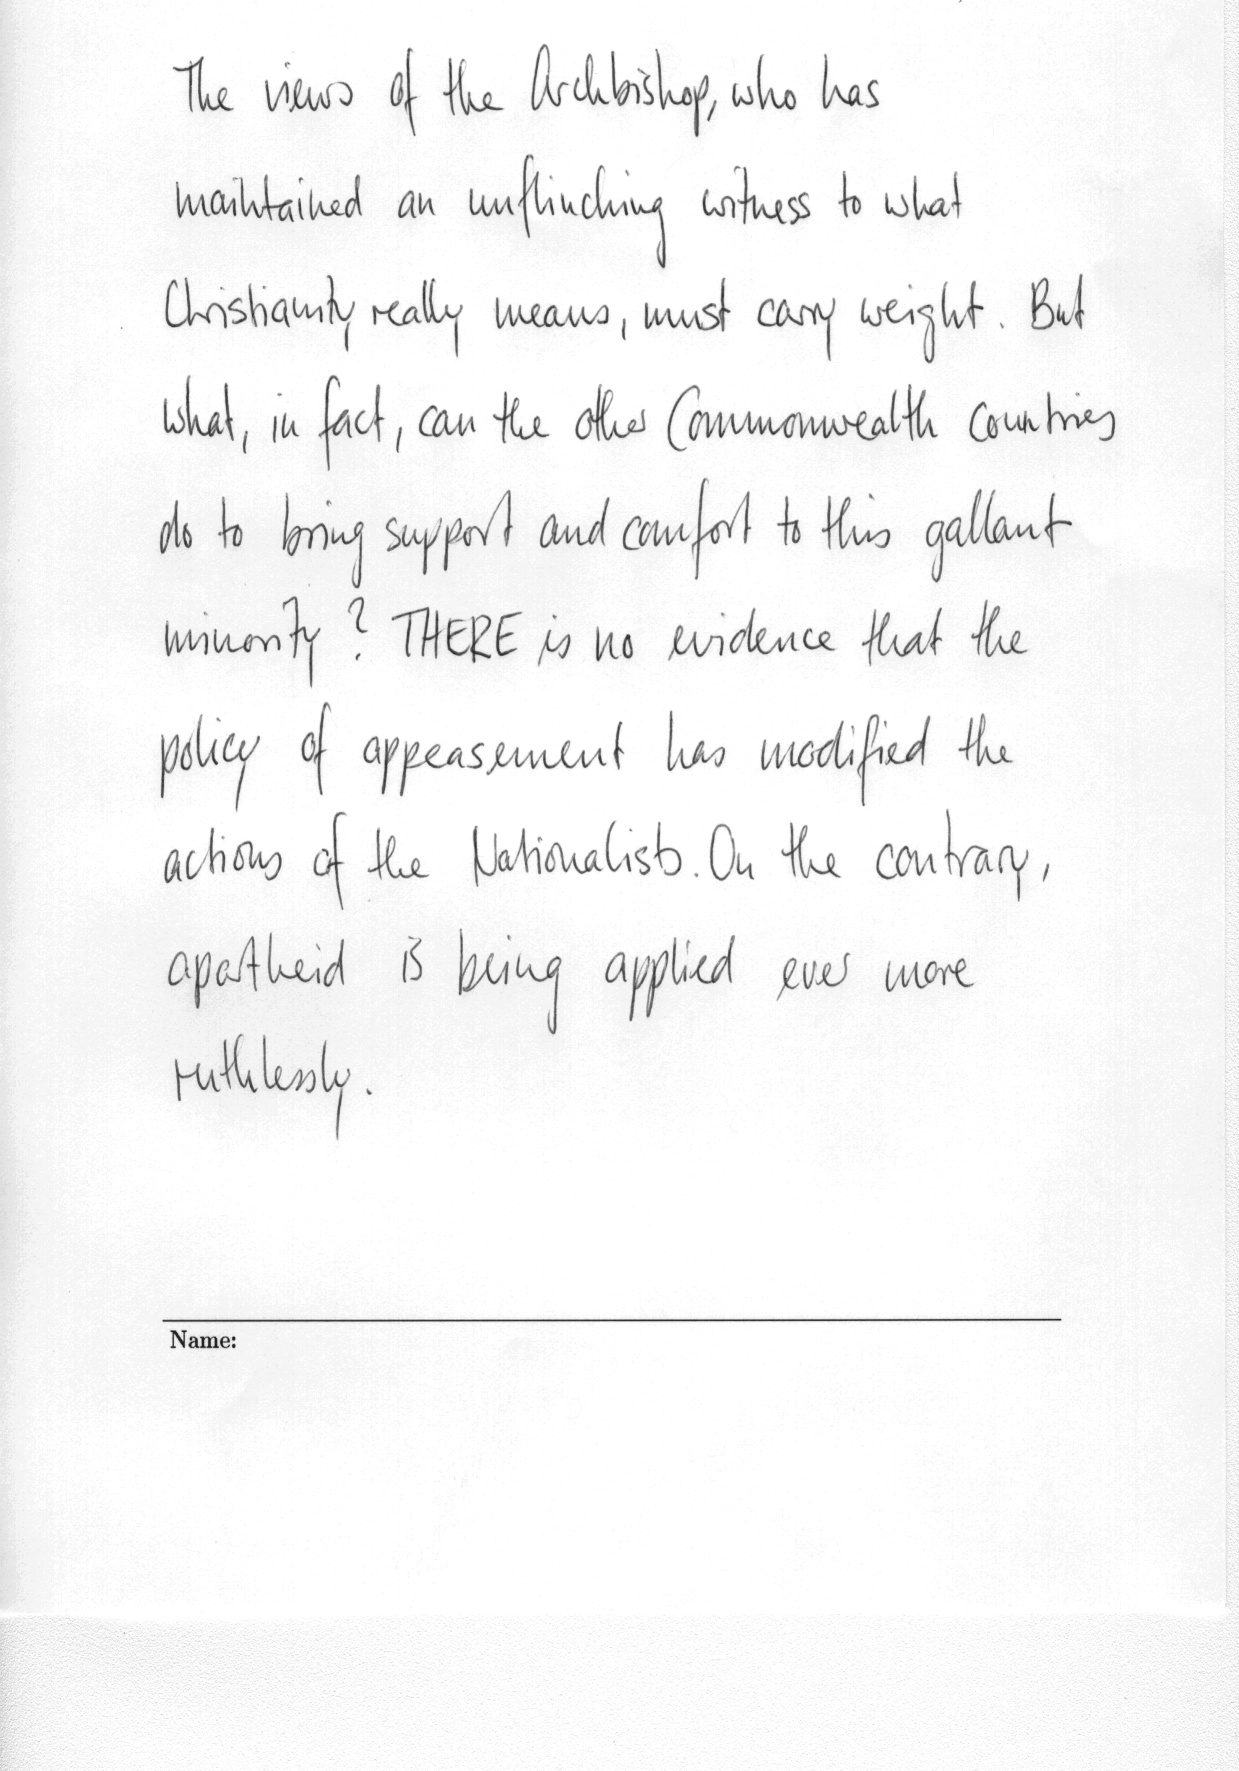 The views of the Archbishop, who has
maintained an unflinching witness to what
Christianity really means, must carry weight. But
what, in fact, can the other Commonwealth Countries
do to bring support and comfort to this gallant
minority? THERE is no evidence that the
policy of appeasement has modified the
actions of the Nationalists. On the contrary,
apartheid is being applied ever more
ruthlessly.
Name: